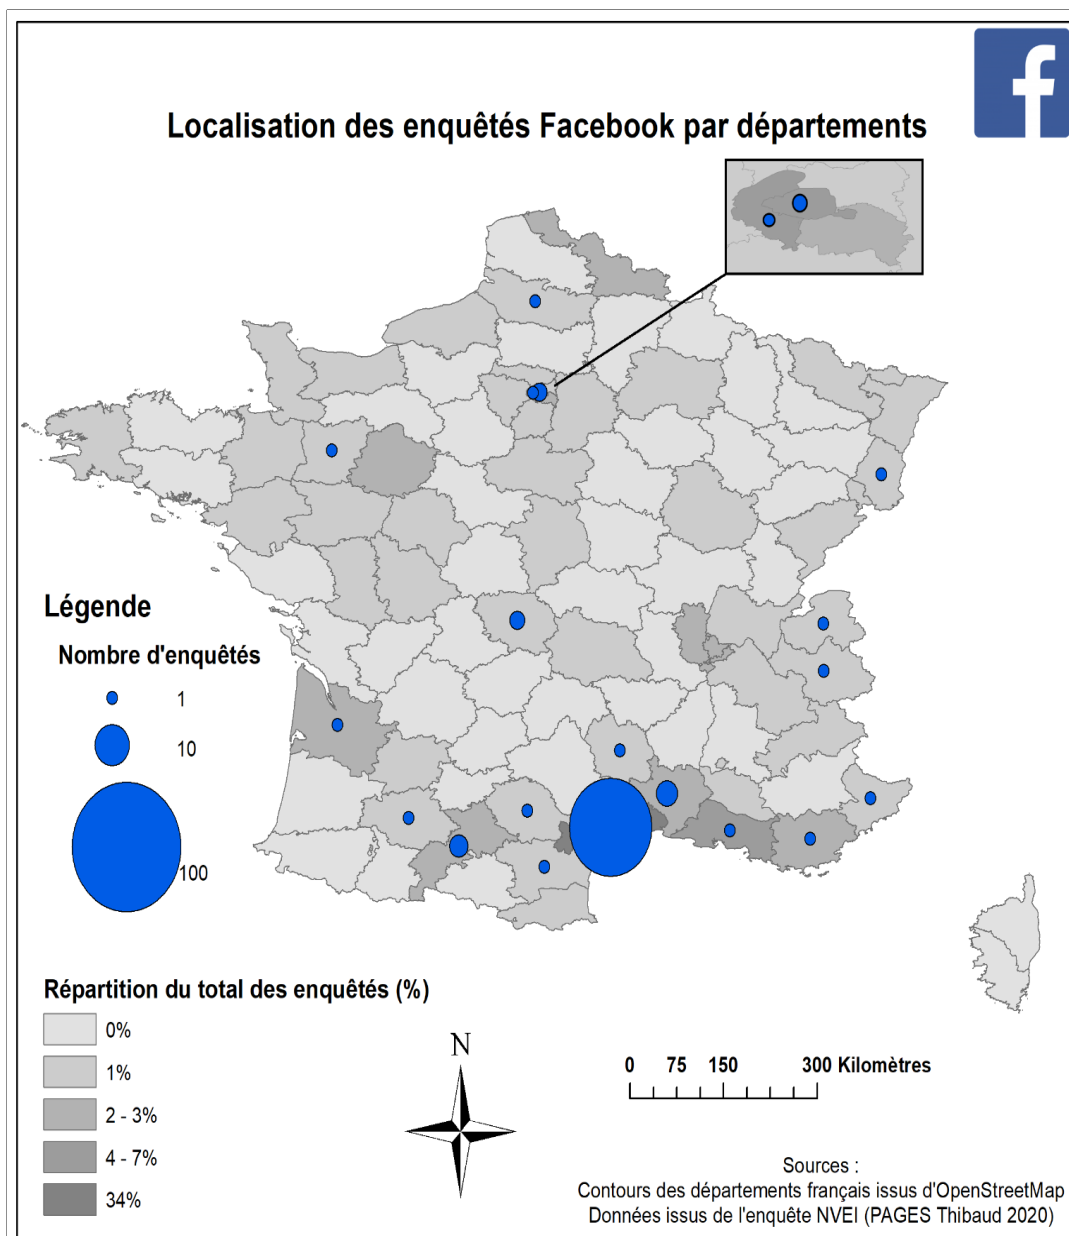 f
Localisation des enquêtés Facebook par départements
Légende
Nombre d'enquêtés
1
10
100
Répartition du total des enquêtés (%)
0%
1%
2 - 3%
4 - 7%
34%
N
0 75 150 300 Kilomètres
Sources :
Contours des départements français issus d'OpenStreetMap
Données issus de l'enquête NVEI (PAGES Thibaud 2020)